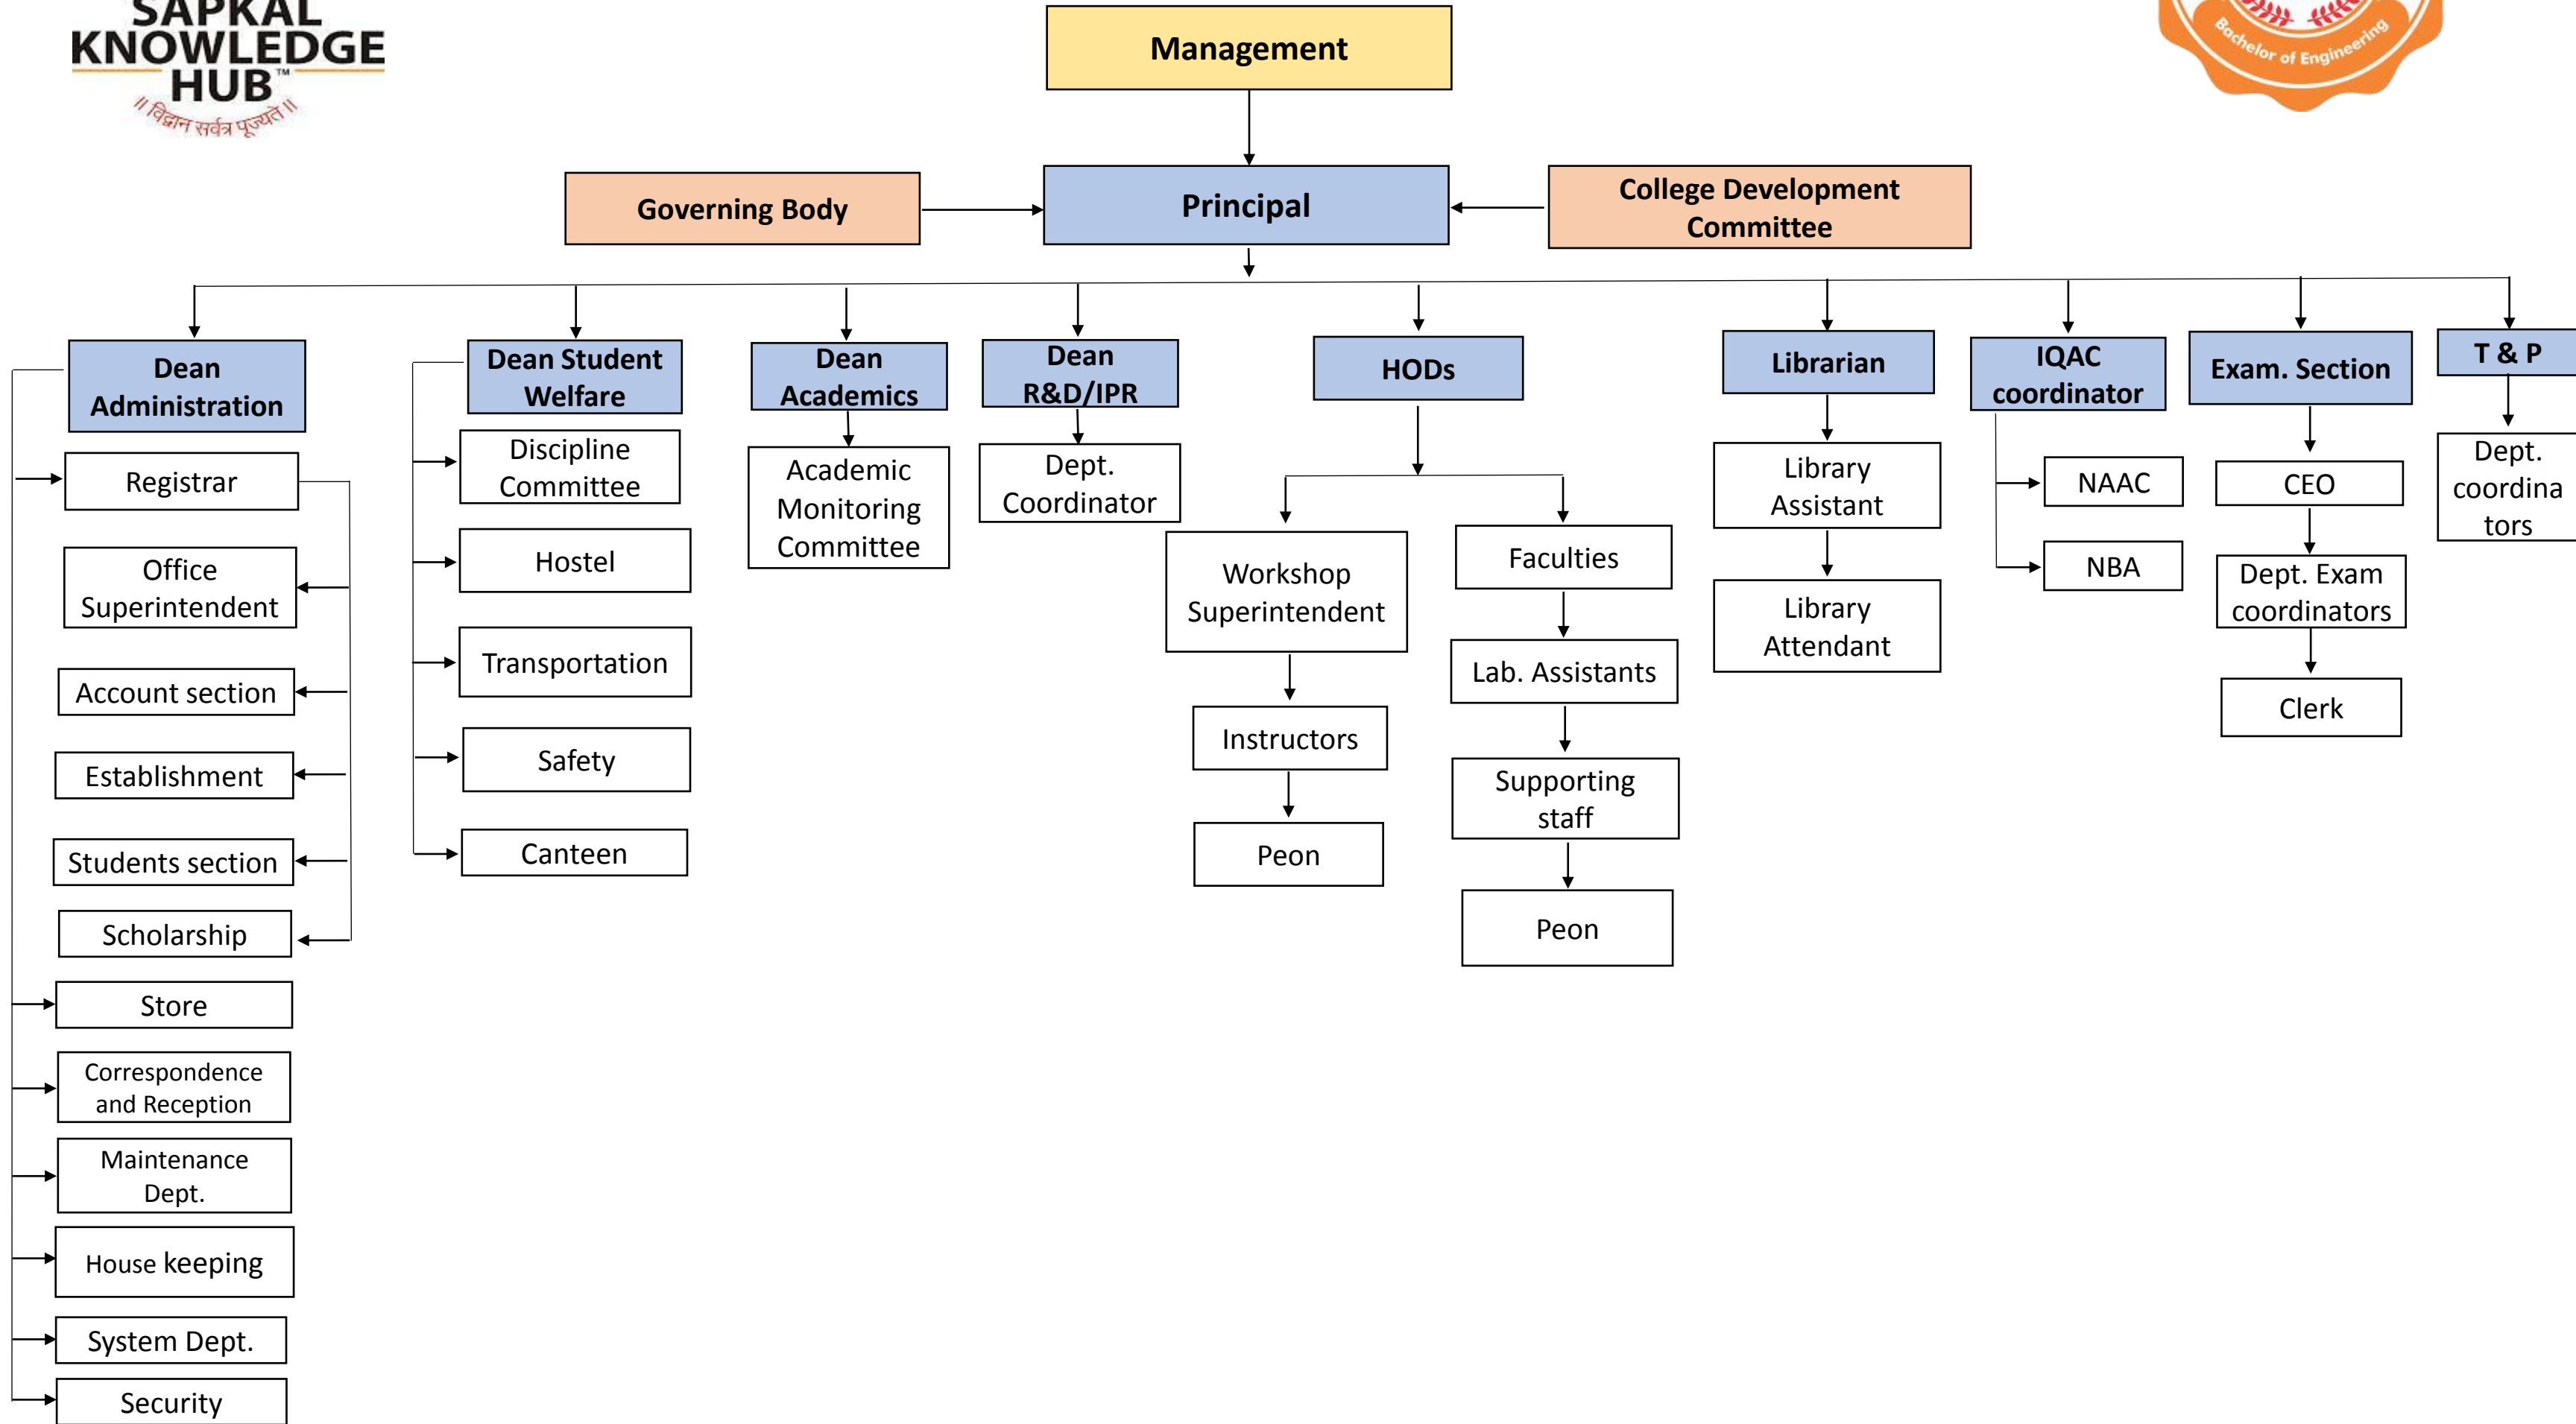 SAPKAL
KNOWLEDGE
HUB™
॥ विद्वान सर्वत्र पूज्यते ॥
Bachelor of Engineering
Management
Governing Body
Principal
College Development
Committee
Dean
Administration
Registrar
Office
Superintendent
Account section
Establishment
Students section
Scholarship
Store
Correspondence
and Reception
Maintenance
Dept.
House keeping
System Dept.
Security
Dean Student
Welfare
Discipline
Committee
Hostel
Transportation
Safety
Canteen
Dean
Academics
Academic
Monitoring
Committee
Dean
R&D/IPR
Dept.
Coordinator
HODs
Workshop
Superintendent
Instructors
Peon
Faculties
Lab. Assistants
Supporting
staff
Peon
Librarian
Library
Assistant
Library
Attendant
IQAC
coordinator
NAAC
NBA
Exam. Section
CEO
Dept. Exam
coordinators
Clerk
T & P
Dept.
coordina
tors